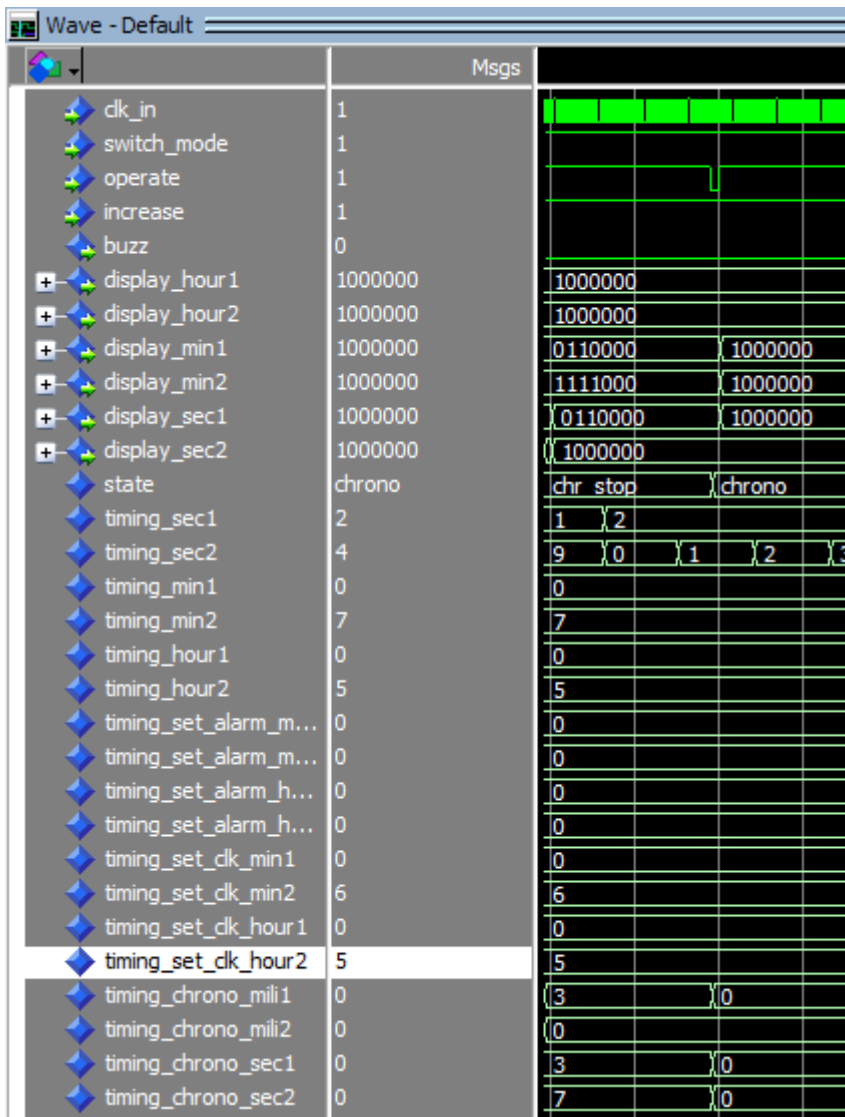 Wave - Default
Msgs
clk_in 1
switch_mode 1
operate 1
increase 1
buzz 0
display_hour1 1000000 1000000
display_hour2 1000000 1000000
display_min1 1000000 0110000 1000000
display_min2 1000000 1111000 1000000
display_sec1 1000000 0110000 1000000
display_sec2 1000000 1000000
state chrono chr_stop chrono
timing_sec1 2 1 2
timing_sec2 4 9 0 1 2 3
timing_min1 0 0
timing_min2 7 7
timing_hour1 0 0
timing_hour2 5 5
timing_set_alarm_m... 0 0
timing_set_alarm_m... 0 0
timing_set_alarm_h... 0 0
timing_set_alarm_h... 0 0
timing_set_clk_min1 0 0
timing_set_clk_min2 6 6
timing_set_clk_hour1 0 0
timing_set_clk_hour2 5 5
timing_chrono_mili1 0 3 0
timing_chrono_mili2 0 0
timing_chrono_sec1 0 3 0
timing_chrono_sec2 0 7 0